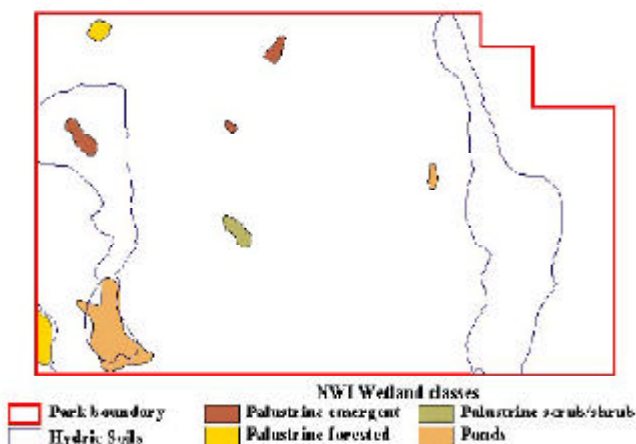 NWI Wetland classes
Park boundary
Palustrine emergent
Palustrine scrub/shrub
Hydric Soils
Palustrine forested
Ponds